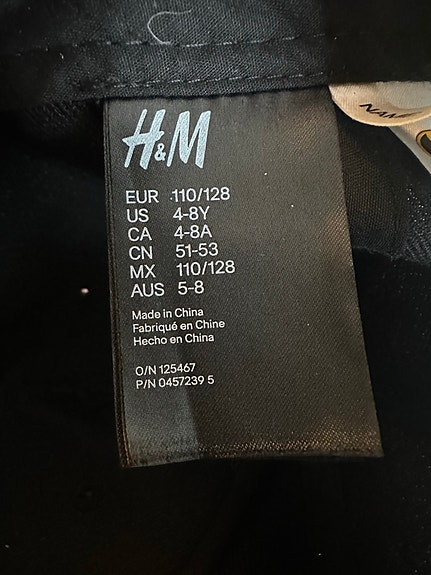 H&M
EUR 110/128
US 4-8Y
CA 4-8A
CN 51-53
MX 110/128
AUS 5-8
Made in China
Fabriqué en Chine
Hecho en China
O/N 125467
P/N 0457239 5
NAM